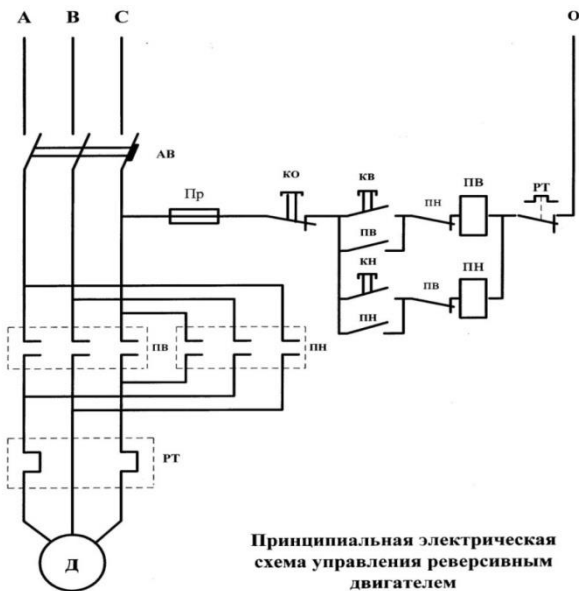 А В С О
АВ
Пр
КО
КВ
ПВ
ПН
ПВ
РТ
КН
ПН
ПВ
ПН
ПВ
ПН
РТ
Д
Принципиальная электрическая
схема управления реверсивным
двигателем